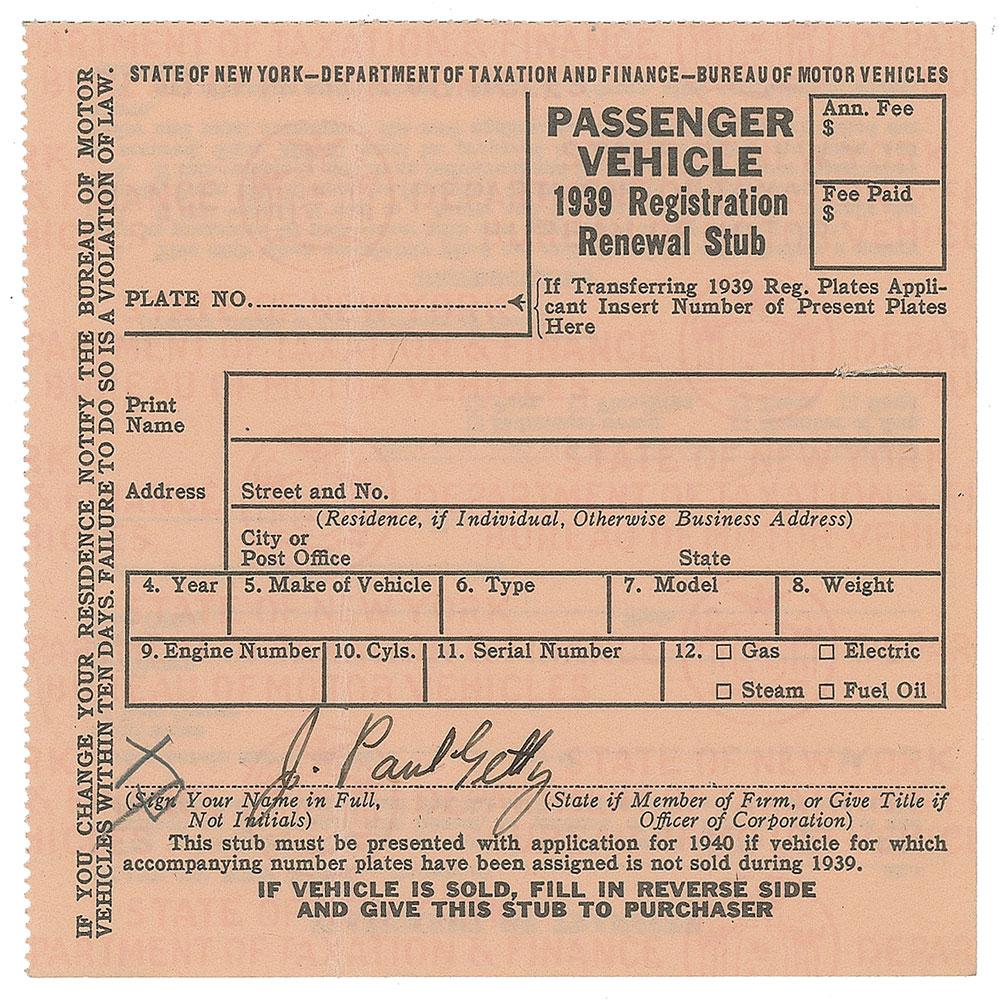 STATE OF NEW YORK—DEPARTMENT OF TAXATION AND FINANCE—BUREAU OF MOTOR VEHICLES
PASSENGER
VEHICLE
1939 Registration
Renewal Stub
Ann. Fee
$
Fee Paid
$
PLATE NO.
If Transferring 1939 Reg. Plates Appli-
cant Insert Number of Present Plates
Here
Print
Name
Address
Street and No.
(Residence, if Individual, Otherwise Business Address)
City or
Post Office State
4. Year 5. Make of Vehicle 6. Type 7. Model 8. Weight
9. Engine Number 10. Cyls. 11. Serial Number 12. ☐ Gas ☐ Electric
☐ Steam ☐ Fuel Oil
X J. Paul Getty
(Sign Your Name in Full, (State if Member of Firm, or Give Title if
Not Initials) Officer of Corporation)
This stub must be presented with application for 1940 if vehicle for which
accompanying number plates have been assigned is not sold during 1939.
IF VEHICLE IS SOLD, FILL IN REVERSE SIDE
AND GIVE THIS STUB TO PURCHASER
IF YOU CHANGE YOUR RESIDENCE NOTIFY THE BUREAU OF MOTOR
VEHICLES WITHIN TEN DAYS. FAILURE TO DO SO IS A VIOLATION OF LAW.